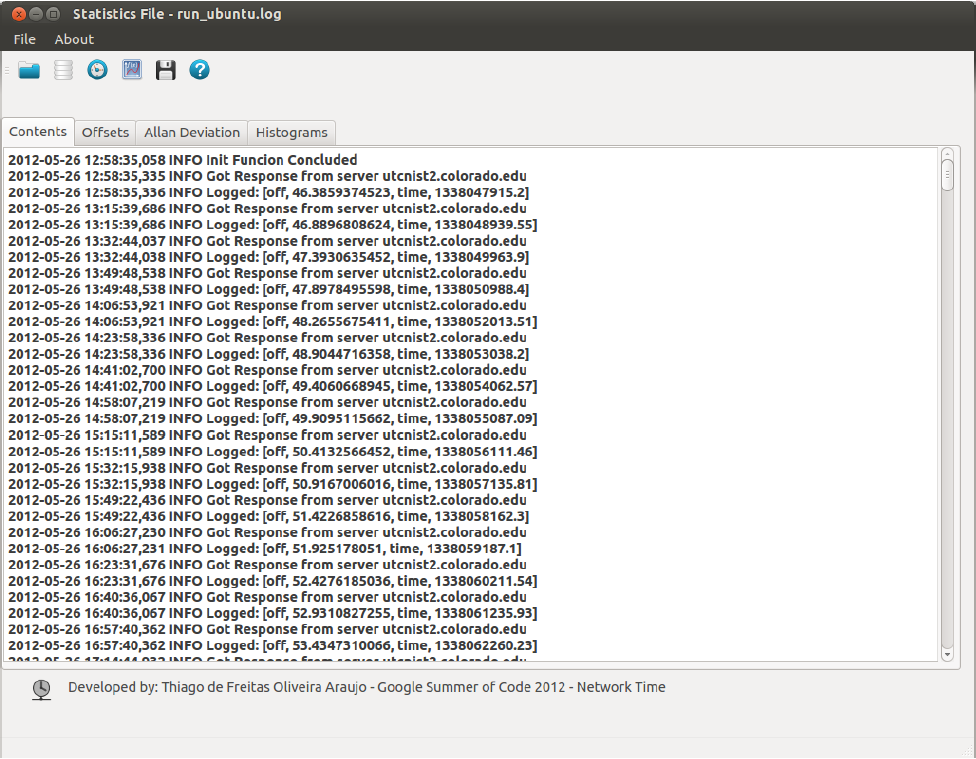 Statistics File - run_ubuntu.log
File About
Contents Offsets Allan Deviation Histograms
2012-05-26 12:58:35,058 INFO Init Funcion Concluded
2012-05-26 12:58:35,335 INFO Got Response from server utcnist2.colorado.edu
2012-05-26 12:58:35,336 INFO Logged: [off, 46.3859374523, time, 1338047915.2]
2012-05-26 13:15:39,686 INFO Got Response from server utcnist2.colorado.edu
2012-05-26 13:15:39,686 INFO Logged: [off, 46.8896808624, time, 1338048939.55]
2012-05-26 13:32:44,037 INFO Got Response from server utcnist2.colorado.edu
2012-05-26 13:32:44,038 INFO Logged: [off, 47.3930635452, time, 1338049963.9]
2012-05-26 13:49:48,538 INFO Got Response from server utcnist2.colorado.edu
2012-05-26 13:49:48,538 INFO Logged: [off, 47.8978495598, time, 1338050988.4]
2012-05-26 14:06:53,921 INFO Got Response from server utcnist2.colorado.edu
2012-05-26 14:06:53,921 INFO Logged: [off, 48.2655675411, time, 1338052013.51]
2012-05-26 14:23:58,336 INFO Got Response from server utcnist2.colorado.edu
2012-05-26 14:23:58,336 INFO Logged: [off, 48.9044716358, time, 1338053038.2]
2012-05-26 14:41:02,700 INFO Got Response from server utcnist2.colorado.edu
2012-05-26 14:41:02,700 INFO Logged: [off, 49.4060668945, time, 1338054062.57]
2012-05-26 14:58:07,219 INFO Got Response from server utcnist2.colorado.edu
2012-05-26 14:58:07,219 INFO Logged: [off, 49.9095115662, time, 1338055087.09]
2012-05-26 15:15:11,589 INFO Got Response from server utcnist2.colorado.edu
2012-05-26 15:15:11,589 INFO Logged: [off, 50.4132566452, time, 1338056111.46]
2012-05-26 15:32:15,938 INFO Got Response from server utcnist2.colorado.edu
2012-05-26 15:32:15,938 INFO Logged: [off, 50.9167006016, time, 1338057135.81]
2012-05-26 15:49:22,436 INFO Got Response from server utcnist2.colorado.edu
2012-05-26 15:49:22,436 INFO Logged: [off, 51.4226858616, time, 1338058162.3]
2012-05-26 16:06:27,230 INFO Got Response from server utcnist2.colorado.edu
2012-05-26 16:06:27,231 INFO Logged: [off, 51.925178051, time, 1338059187.1]
2012-05-26 16:23:31,676 INFO Got Response from server utcnist2.colorado.edu
2012-05-26 16:23:31,676 INFO Logged: [off, 52.4276185036, time, 1338060211.54]
2012-05-26 16:40:36,067 INFO Got Response from server utcnist2.colorado.edu
2012-05-26 16:40:36,067 INFO Logged: [off, 52.9310827255, time, 1338061235.93]
2012-05-26 16:57:40,362 INFO Got Response from server utcnist2.colorado.edu
2012-05-26 16:57:40,362 INFO Logged: [off, 53.4347310066, time, 1338062260.23]
Developed by: Thiago de Freitas Oliveira Araujo - Google Summer of Code 2012 - Network Time